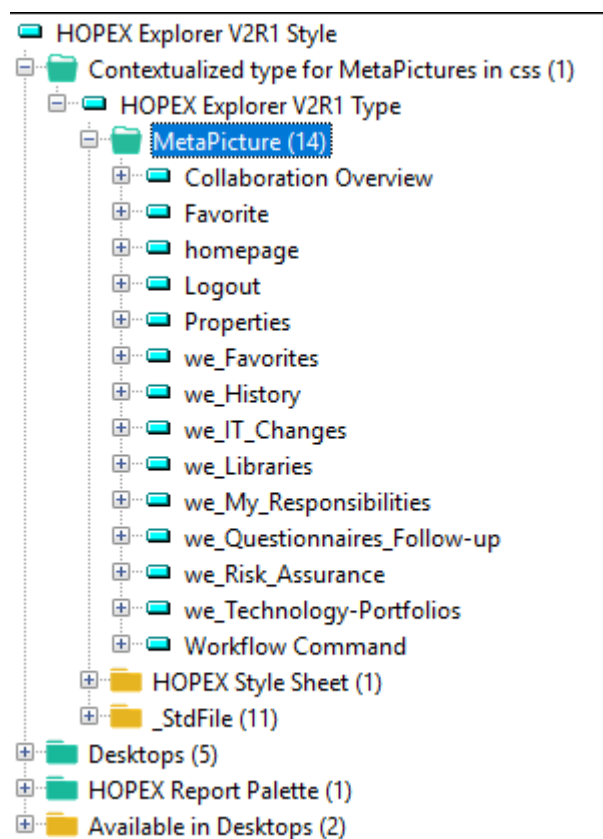 HOPEX Explorer V2R1 Style
Contextualized type for MetaPictures in css (1)
HOPEX Explorer V2R1 Type
MetaPicture (14)
Collaboration Overview
Favorite
homepage
Logout
Properties
we_Favorites
we_History
we_IT_Changes
we_Libraries
we_My_Responsibilities
we_Questionnaires_Follow-up
we_Risk_Assurance
we_Technology-Portfolios
Workflow Command
HOPEX Style Sheet (1)
_StdFile (11)
Desktops (5)
HOPEX Report Palette (1)
Available in Desktops (2)